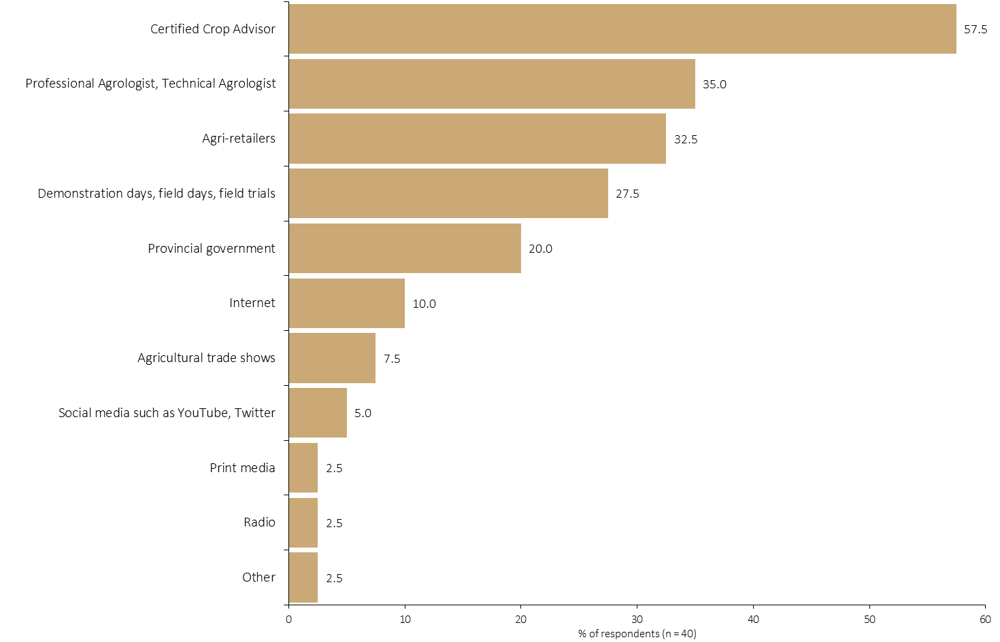 Certified Crop Advisor 57.5
Professional Agrologist, Technical Agrologist 35.0
Agri-retailers 32.5
Demonstration days, field days, field trials 27.5
Provincial government 20.0
Internet 10.0
Agricultural trade shows 7.5
Social media such as YouTube, Twitter 5.0
Print media 2.5
Radio 2.5
Other 2.5
0 10 20 30 40 50 60
% of respondents (n = 40)